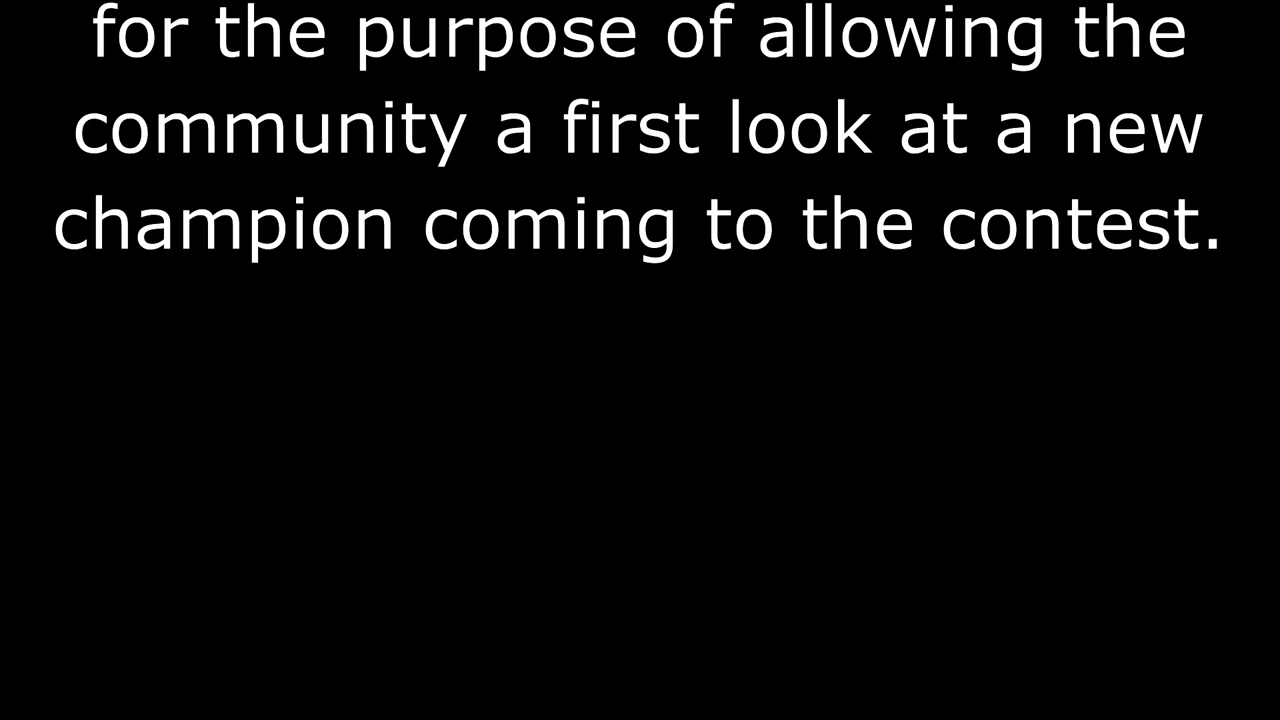 for the purpose of allowing the
community a first look at a new
champion coming to the contest.